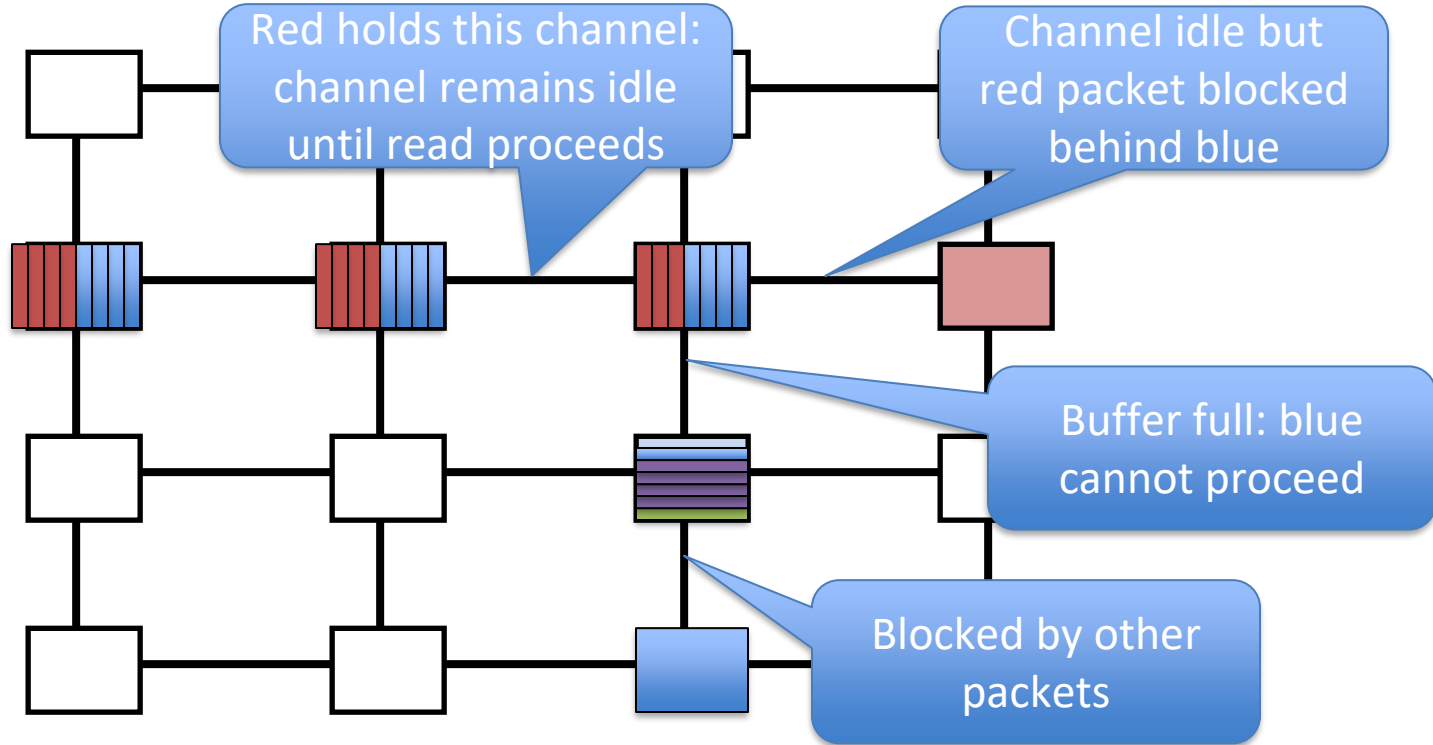 Red holds this channel:
channel remains idle
until read proceeds
Channel idle but
red packet blocked
behind blue
Buffer full: blue
cannot proceed
Blocked by other
packets